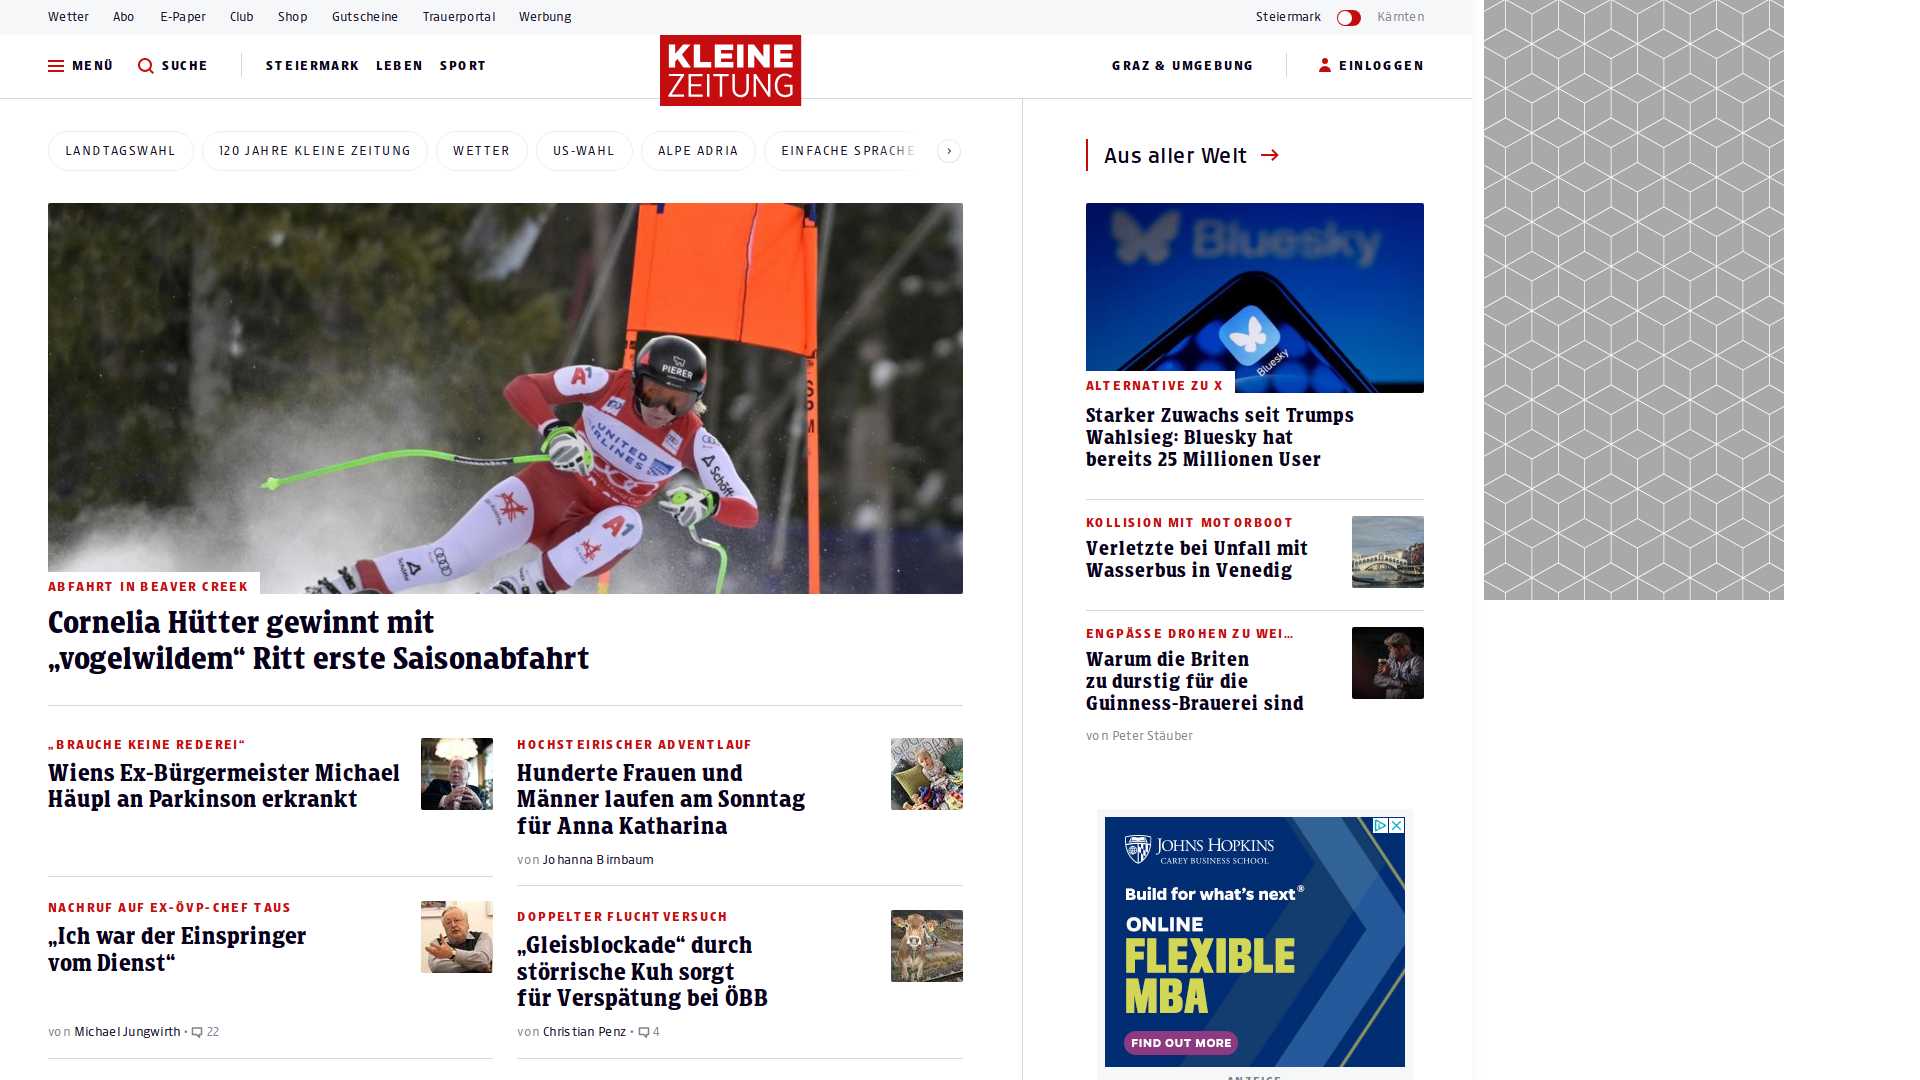 Wetter Abo E-Paper Club Shop Gutscheine Trauerportal Werbung
Steiermark Kärnten
MENÜ SUCHE STEIERMARK LEBEN SPORT
KLEINE
ZEITUNG
GRAZ & UMGEBUNG EINLOGGEN
LANDTAGSWAHL 120 JAHRE KLEINE ZEITUNG WETTER US-WAHL ALPE ADRIA EINFACHE SPRACHE
PIERER
A1
UNITED
AIRLINES
Schöffel
A1
ABFAHRT IN BEAVER CREEK
Cornelia Hütter gewinnt mit
„vogelwildem“ Ritt erste Saisonabfahrt
„BRAUCHE KEINE REDEREI“
Wiens Ex-Bürgermeister Michael
Häupl an Parkinson erkrankt
HOCHSTEIRISCHER ADVENTLAUF
Hunderte Frauen und
Männer laufen am Sonntag
für Anna Katharina
von Johanna Birnbaum
NACHRUF AUF EX-ÖVP-CHEF TAUS
„Ich war der Einspringer
vom Dienst“
von Michael Jungwirth • 22
DOPPELTER FLUCHTVERSUCH
„Gleisblockade“ durch
störrische Kuh sorgt
für Verspätung bei ÖBB
von Christian Penz • 4
Aus aller Welt
Bluesky
Bluesky
ALTERNATIVE ZU X
Starker Zuwachs seit Trumps
Wahlsieg: Bluesky hat
bereits 25 Millionen User
KOLLISION MIT MOTORBOOT
Verletzte bei Unfall mit
Wasserbus in Venedig
ENGPÄSSE DROHEN ZU WEI...
Warum die Briten
zu durstig für die
Guinness-Brauerei sind
von Peter Stäuber
JOHNS HOPKINS
CAREY BUSINESS SCHOOL
Build for what's next®
ONLINE
FLEXIBLE
MBA
FIND OUT MORE
ANZEIGE